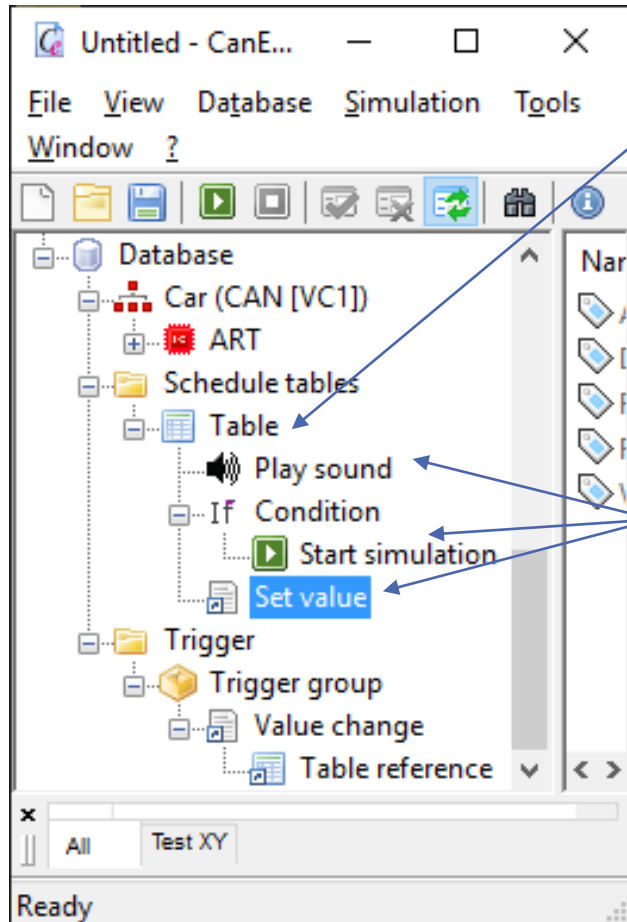 Untitled - CanE...
File View Database Simulation Tools
Window ?
Database
Car (CAN [VC1])
ART
Schedule tables
Table
Play sound
If Condition
Start simulation
Set value
Trigger
Trigger group
Value change
Table reference
All Test XY
Ready